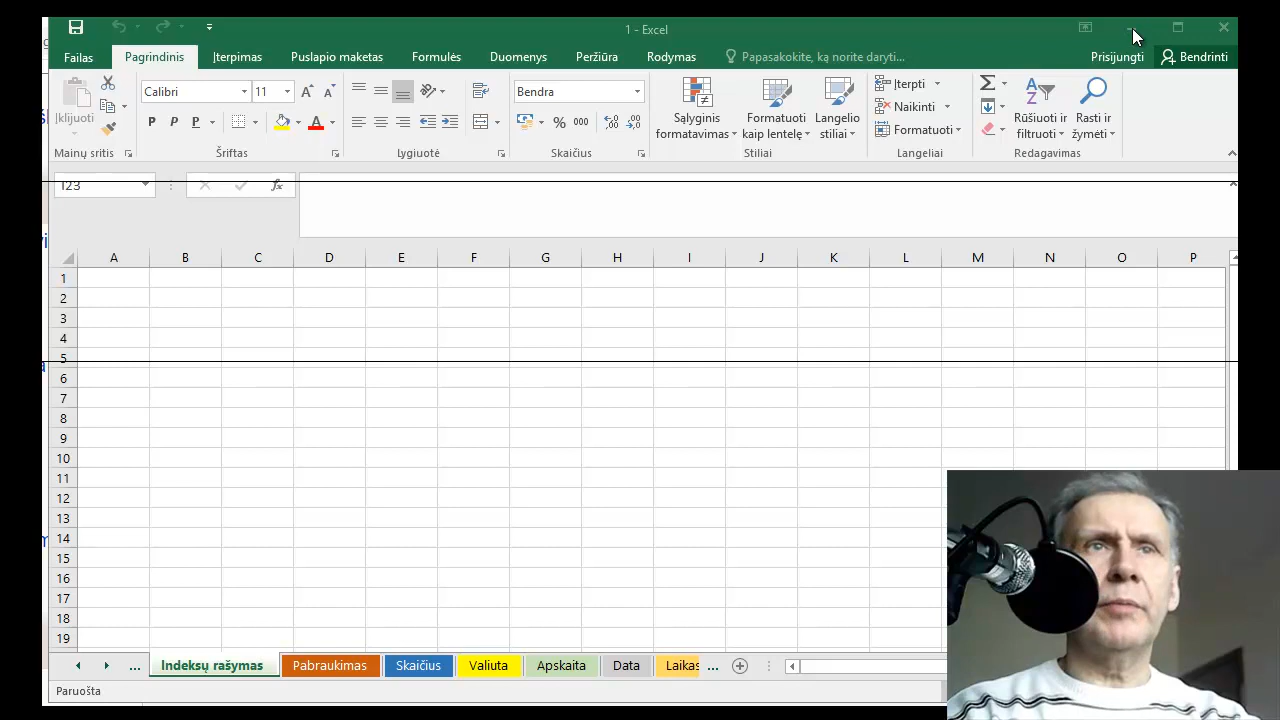 1 - Excel
Failas Pagrindinis Įterpimas Puslapio maketas Formulės Duomenys Peržiūra Rodymas Papasakokite, ką norite daryti... Prisijungti Bendrinti
Įklijuoti
Calibri 11
P P P
Bendra
% 000
Sąlyginis formatavimas
Formatuoti kaip lentelę
Langelio stiliai
Įterpti
Naikinti
Formatuoti
Rūšiuoti ir filtruoti
Rasti ir žymėti
Mainų sritis Šriftas Lygiuotė Skaičius Stiliai Langeliai Redagavimas
fx
A B C D E F G H I J K L M N O P
1
2
3
4
5
6
7
8
9
10
11
12
13
14
15
16
17
18
19
... Indeksų rašymas Pabraukimas Skaičius Valiuta Apskaita Data Laikas ...
Paruošta